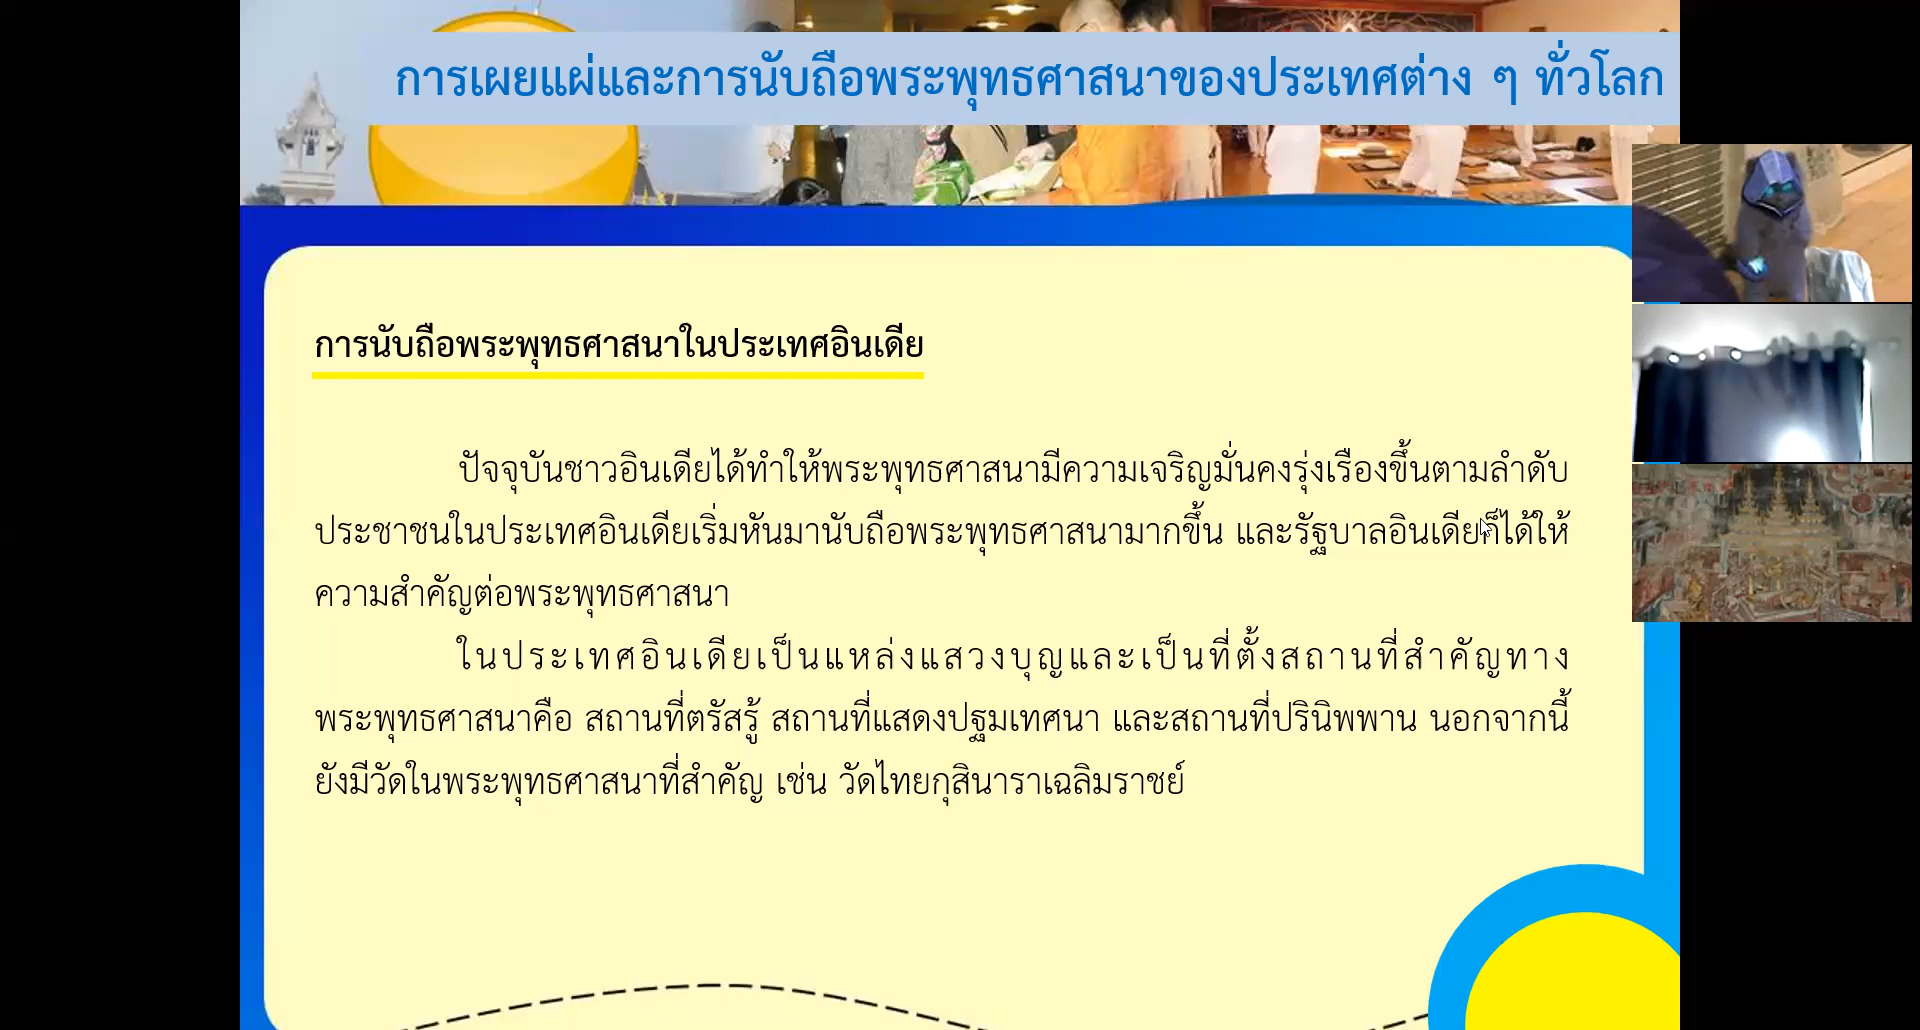 การเผยแผ่และการนับถือพระพุทธศาสนาของประเทศต่าง ๆ ทั่วโลก
การนับถือพระพุทธศาสนาในประเทศอินเดีย
ปัจจุบันชาวอินเดียได้ทำให้พระพุทธศาสนามีความเจริญมั่นคงรุ่งเรืองขึ้นตามลำดับ
ประชาชนในประเทศอินเดียเริ่มหันมานับถือพระพุทธศาสนามากขึ้น และรัฐบาลอินเดียก็ได้ให้
ความสำคัญต่อพระพุทธศาสนา
ในประเทศอินเดียเป็นแหล่งแสวงบุญและเป็นที่ตั้งสถานที่สำคัญทาง
พระพุทธศาสนาคือ สถานที่ตรัสรู้ สถานที่แสดงปฐมเทศนา และสถานที่ปรินิพพาน นอกจากนี้
ยังมีวัดในพระพุทธศาสนาที่สำคัญ เช่น วัดไทยกุสินาราเฉลิมราชย์